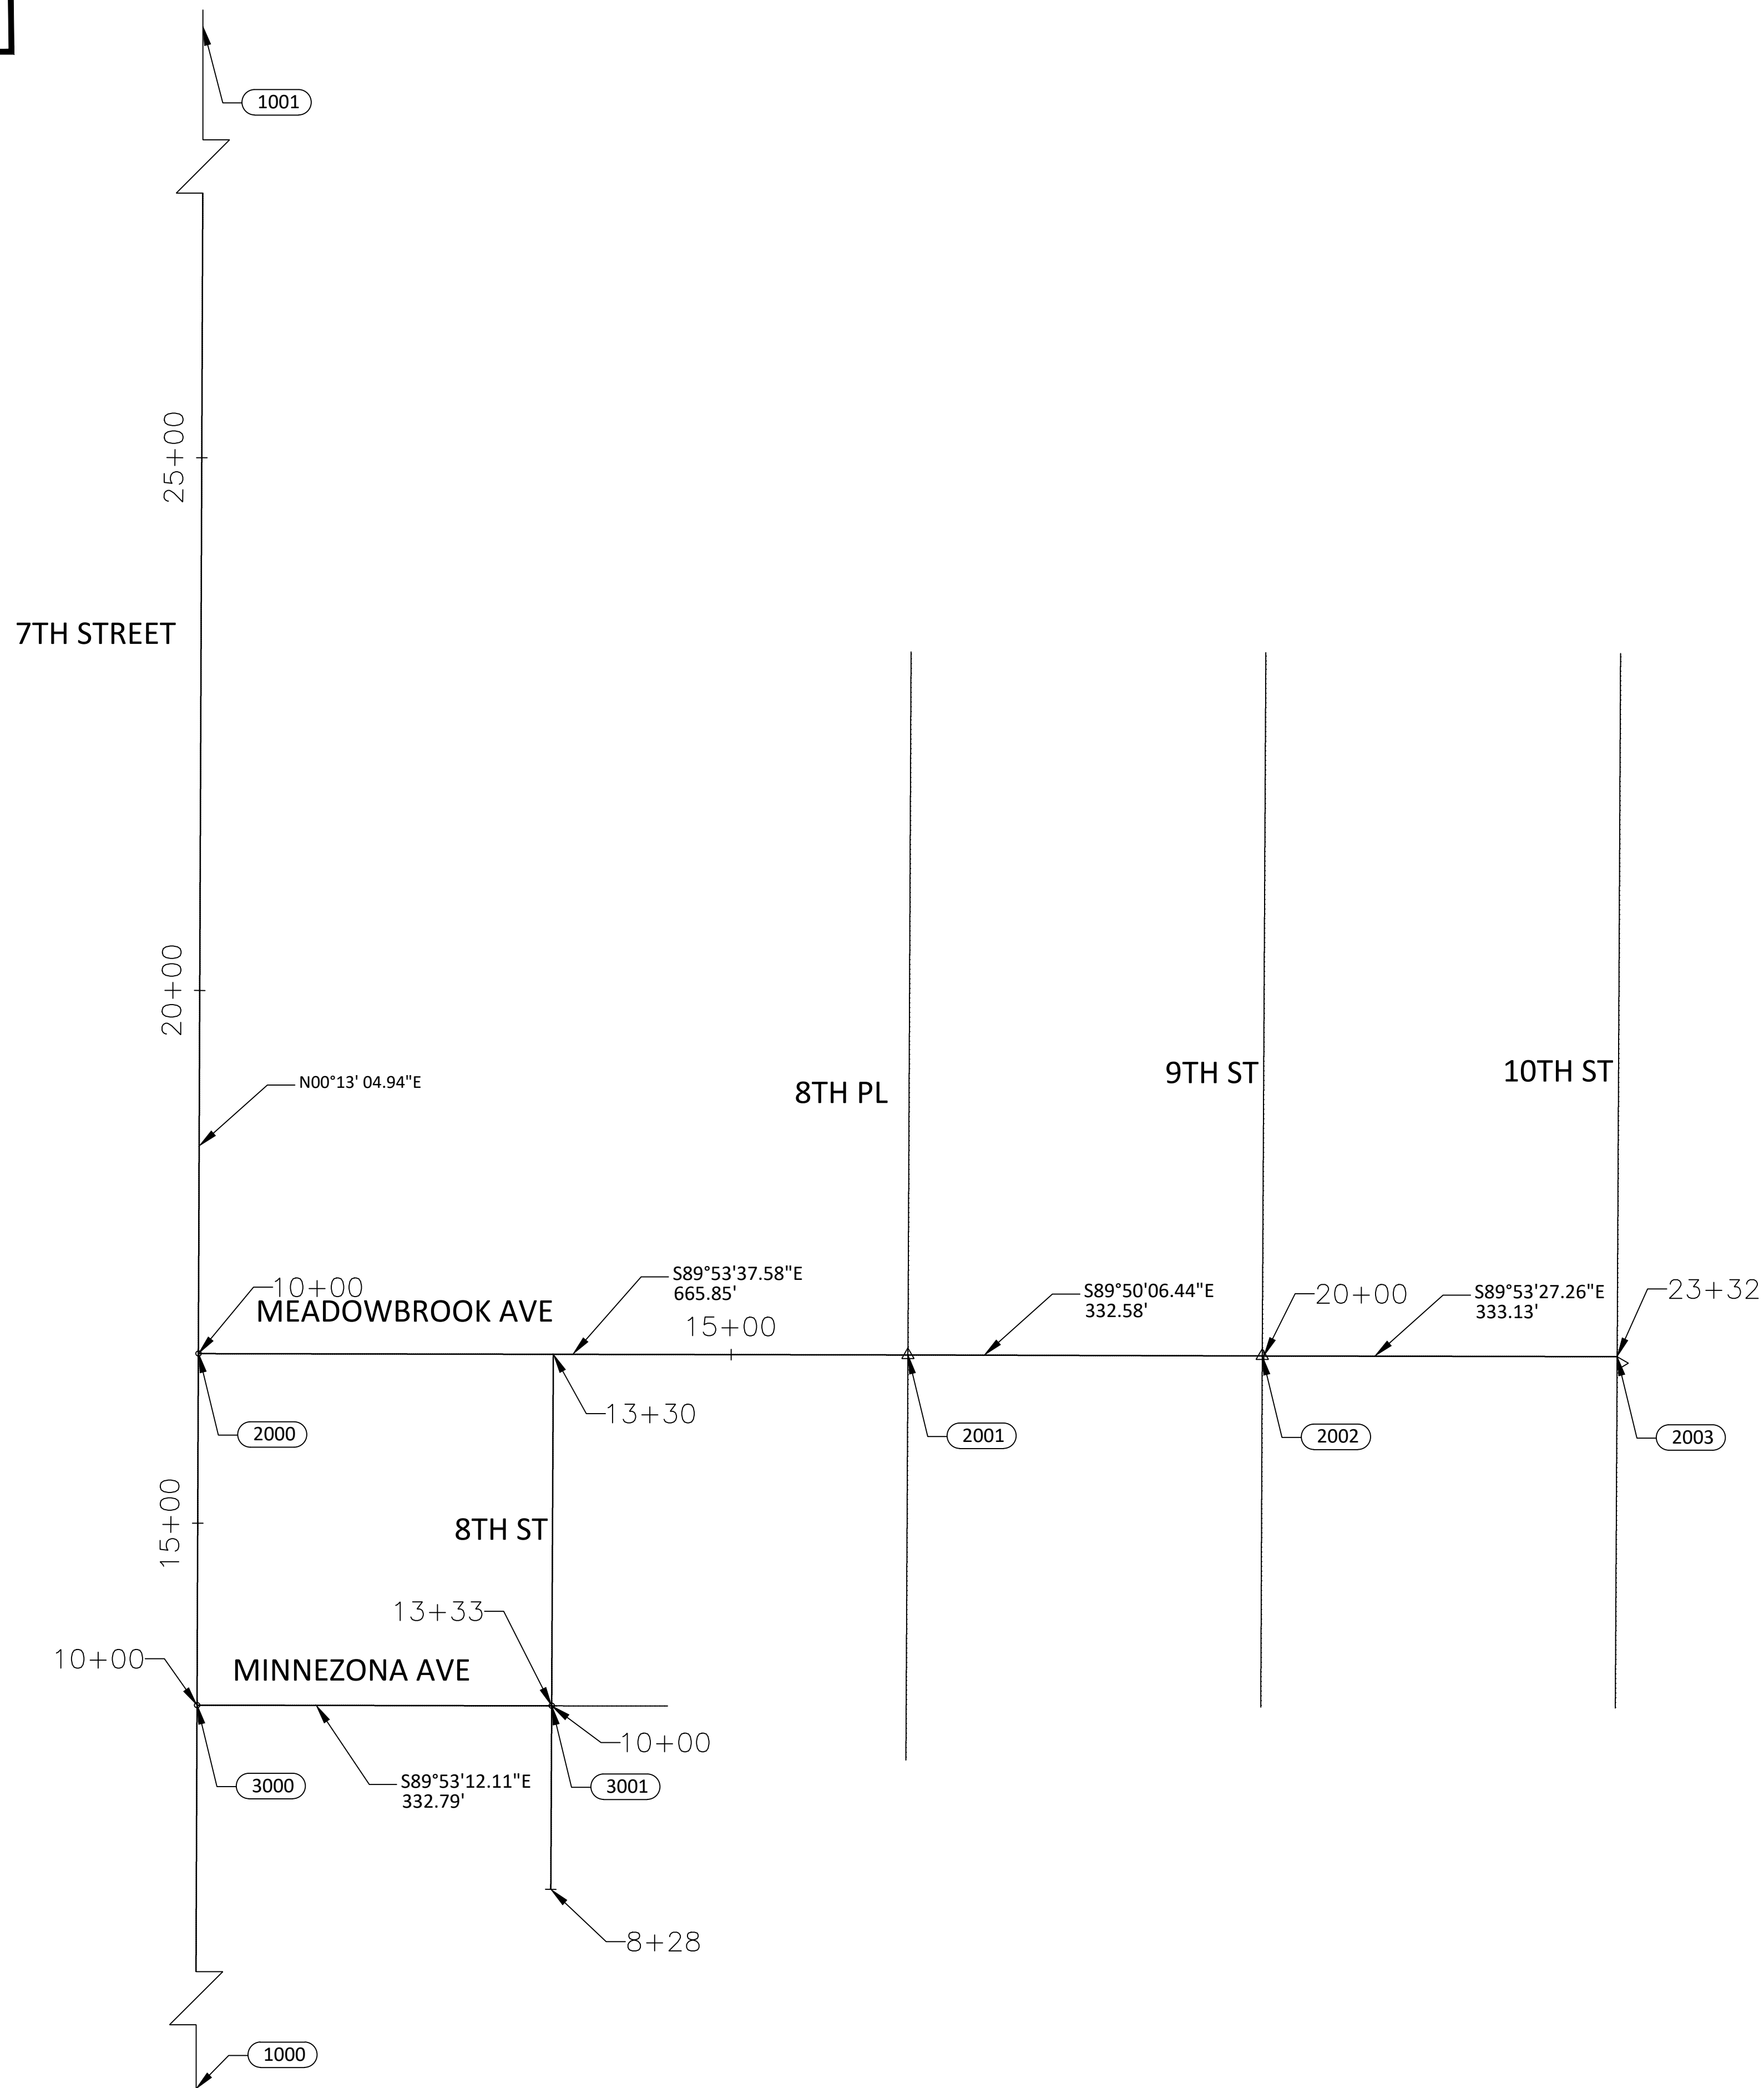 1001
25+00
7TH STREET
20+00
9TH ST
10TH ST
N00°13' 04.94"E
8TH PL
S89°53'37.58"E
665.85'
10+00
MEADOWBROOK AVE
S89°50'06.44"E
332.58'
20+00
S89°53'27.26"E
333.13'
23+32
15+00
13+30
2000
2001
2002
2003
15+00
8TH ST
13+33
10+00
MINNEZONA AVE
10+00
3000
S89°53'12.11"E
332.79'
3001
8+28
1000